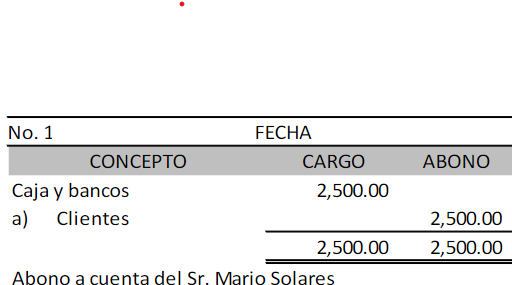 No. 1 FECHA
CONCEPTO CARGO ABONO
Caja y bancos 2,500.00
a) Clientes 2,500.00
2,500.00 2,500.00
Abono a cuenta del Sr. Mario Solares